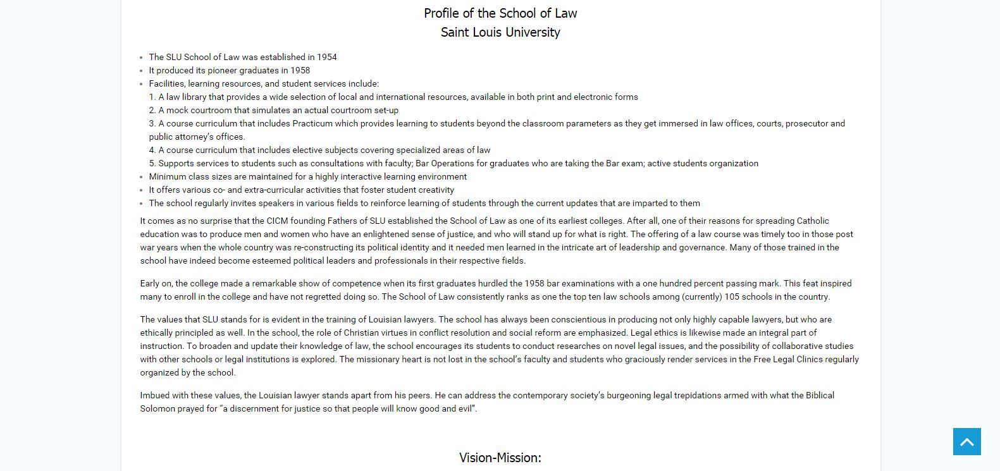 Profile of the School of Law
Saint Louis University
• The SLU School of Law was established in 1954
• It produced its pioneer graduates in 1958
• Facilities, learning resources, and student services include:
1. A law library that provides a wide selection of local and international resources, available in both print and electronic forms
2. A mock courtroom that simulates an actual courtroom set-up
3. A course curriculum that includes Practicum which provides learning to students beyond the classroom parameters as they get immersed in law offices, courts, prosecutor and
public attorney’s offices.
4. A course curriculum that includes elective subjects covering specialized areas of law
5. Supports services to students such as consultations with faculty; Bar Operations for graduates who are taking the Bar exam; active students organization
• Minimum class sizes are maintained for a highly interactive learning environment
• It offers various co- and extra-curricular activities that foster student creativity
• The school regularly invites speakers in various fields to reinforce learning of students through the current updates that are imparted to them
It comes as no surprise that the CICM founding Fathers of SLU established the School of Law as one of its earliest colleges. After all, one of their reasons for spreading Catholic
education was to produce men and women who have an enlightened sense of justice, and who will stand up for what is right. The offering of a law course was timely too in those post
war years when the whole country was re-constructing its political identity and it needed men learned in the intricate art of leadership and governance. Many of those trained in the
school have indeed become esteemed political leaders and professionals in their respective fields.
Early on, the college made a remarkable show of competence when its first graduates hurdled the 1958 bar examinations with a one hundred percent passing mark. This feat inspired
many to enroll in the college and have not regretted doing so. The School of Law consistently ranks as one the top ten law schools among (currently) 105 schools in the country.
The values that SLU stands for is evident in the training of Louisian lawyers. The school has always been conscientious in producing not only highly capable lawyers, but who are
ethically principled as well. In the school, the role of Christian virtues in conflict resolution and social reform are emphasized. Legal ethics is likewise made an integral part of
instruction. To broaden and update their knowledge of law, the school encourages its students to conduct researches on novel legal issues, and the possibility of collaborative studies
with other schools or legal institutions is explored. The missionary heart is not lost in the school’s faculty and students who graciously render services in the Free Legal Clinics regularly
organized by the school.
Imbued with these values, the Louisian lawyer stands apart from his peers. He can address the contemporary society’s burgeoning legal trepidations armed with what the Biblical
Solomon prayed for “a discernment for justice so that people will know good and evil”.
Vision-Mission: